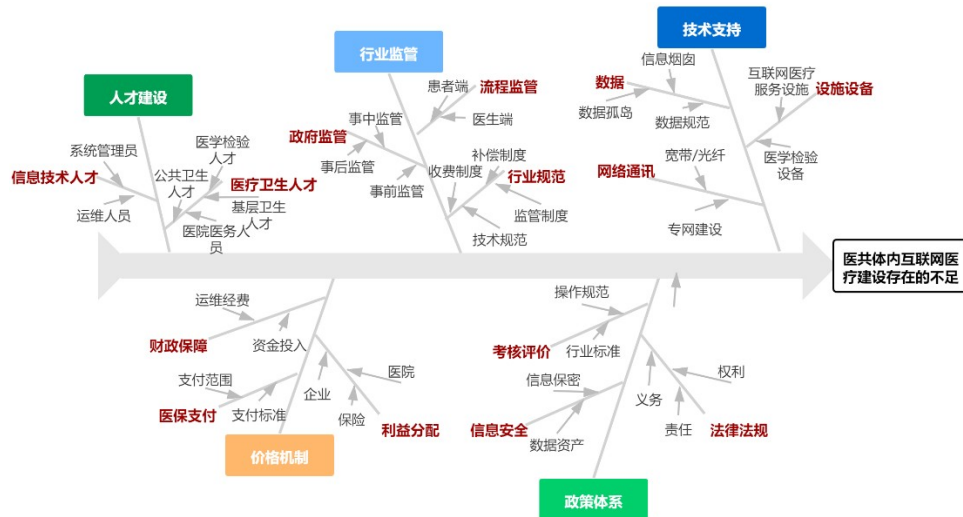 技术支持
行业监管
人才建设
信息烟囱
数据
数据孤岛
数据规范
互联网医疗
服务设施
设施设备
医学检验
设备
网络通讯
宽带/光纤
专网建设
患者端
流程监管
医生端
事中监管
政府监管
事后监管
事前监管
补偿制度
收费制度
行业规范
监管制度
技术规范
系统管理员
信息技术人才
运维人员
医学检验
人才
公共卫生
人才
医疗卫生人才
基层卫生
人才
医院医务人
员
医共体内互联网医
疗建设存在的不足
运维经费
财政保障
资金投入
支付范围
医保支付
支付标准
企业
医院
保险
利益分配
价格机制
操作规范
考核评价
行业标准
信息保密
信息安全
数据资产
义务
权利
责任
法律法规
政策体系